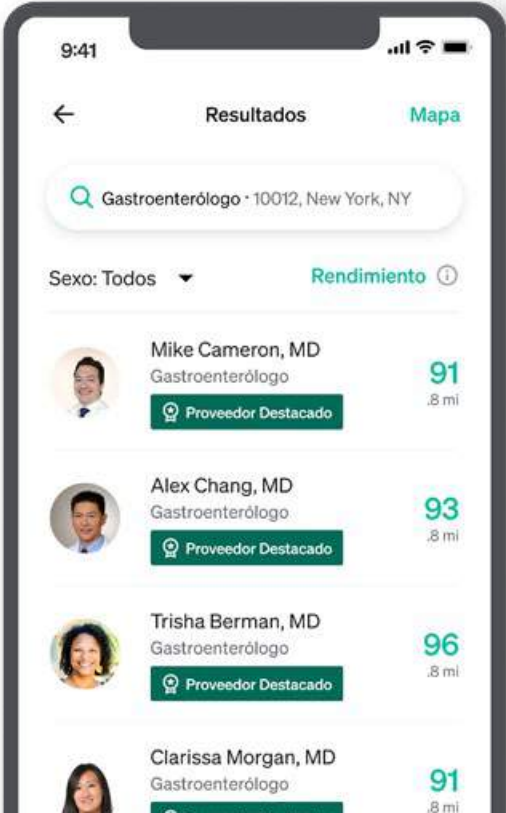 9:41
Resultados
Mapa
Gastroenterólogo · 10012, New York, NY
Sexo: Todos
Rendimiento
Mike Cameron, MD
Gastroenterólogo
91
.8 mi
Proveedor Destacado
Alex Chang, MD
Gastroenterólogo
93
.8 mi
Proveedor Destacado
Trisha Berman, MD
Gastroenterólogo
96
.8 mi
Proveedor Destacado
Clarissa Morgan, MD
Gastroenterólogo
91
.8 mi